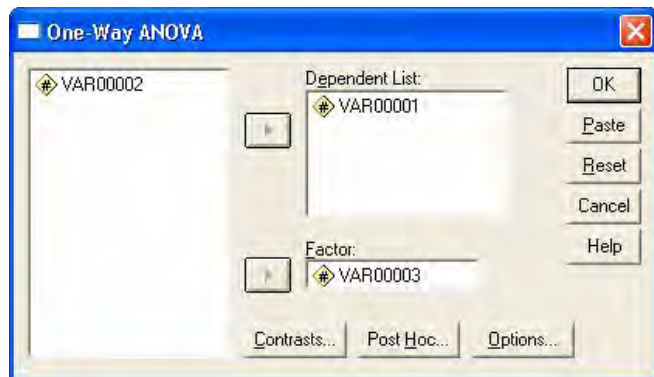 One-Way ANOVA
VAR00002
Dependent List:
VAR00001
Factor:
VAR00003
OK
Paste
Reset
Cancel
Help
Contrasts...
Post Hoc...
Options...